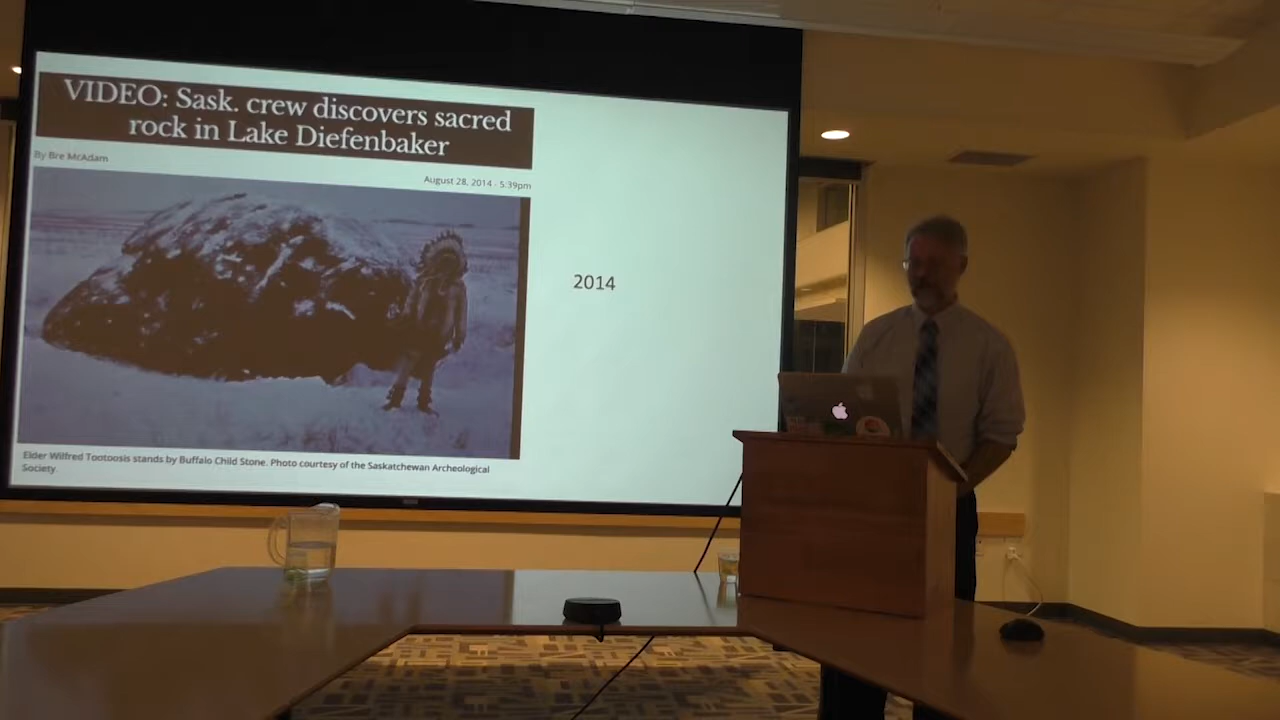 VIDEO: Sask. crew discovers sacred
rock in Lake Diefenbaker
By Bre McAdam
August 28, 2014 - 5:39pm
2014
Elder Wilfred Tootoosis stands by Buffalo Child Stone. Photo courtesy of the Saskatchewan Archeological
Society.